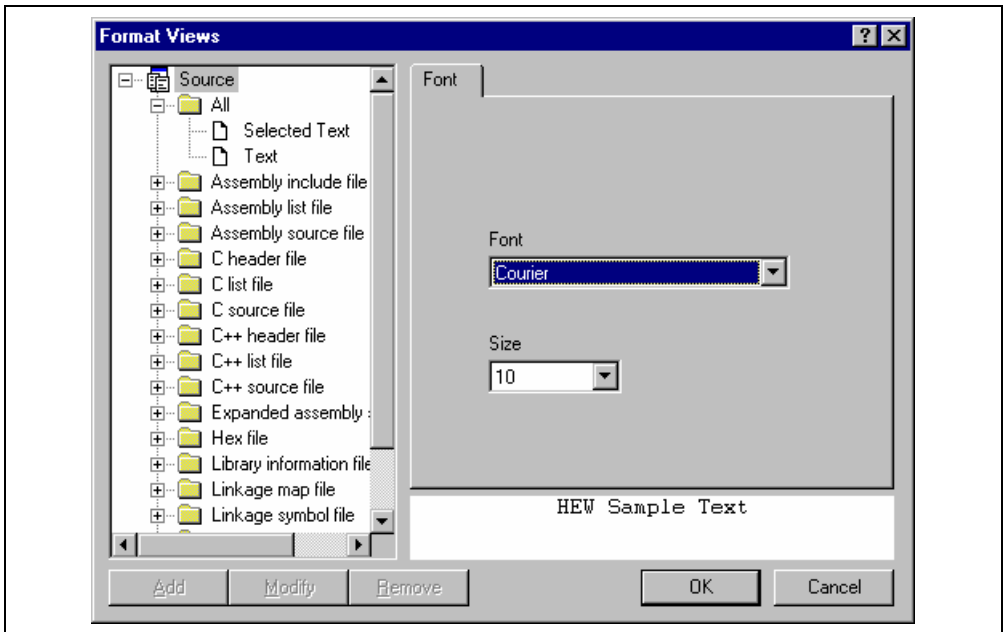 Format Views
Source
All
Selected Text
Text
Assembly include file
Assembly list file
Assembly source file
C header file
C list file
C source file
C++ header file
C++ list file
C++ source file
Expanded assembly
Hex file
Library information file
Linkage map file
Linkage symbol file
Font
Font
Courier
Size
10
HEW Sample Text
Add
Modify
Remove
OK
Cancel